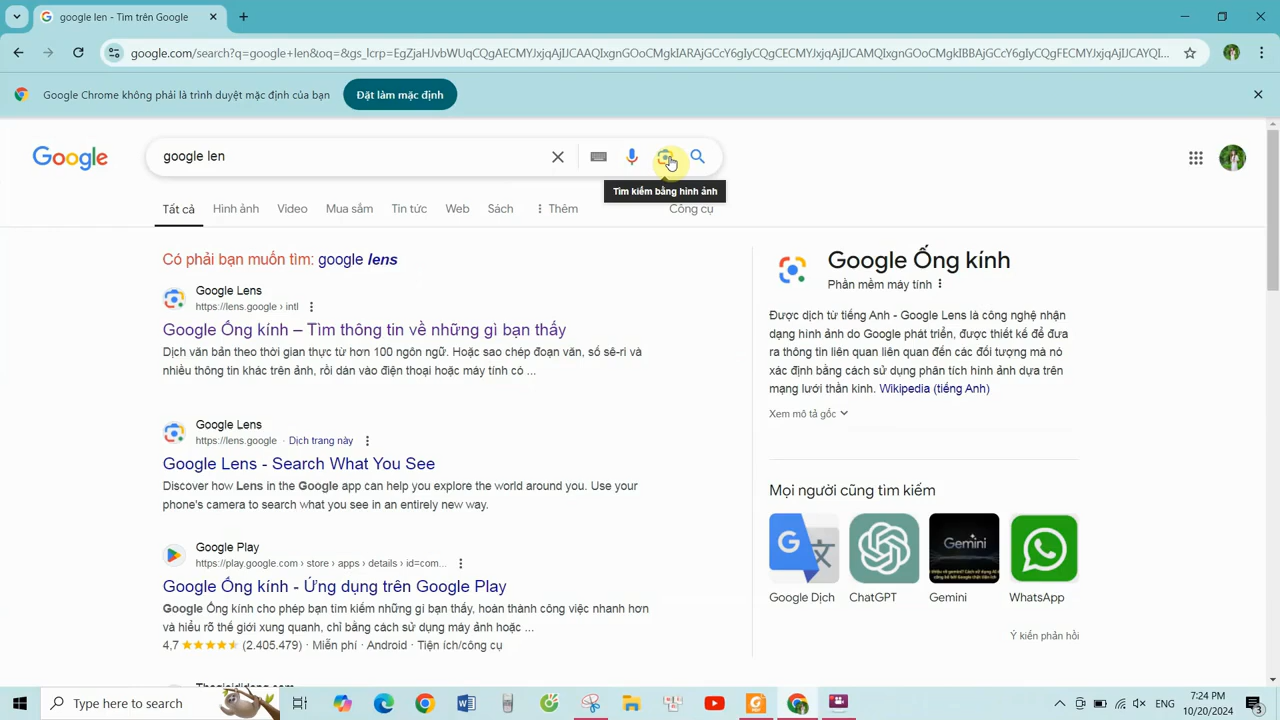 google len - Tìm trên Google
google.com/search?q=google+len&oq=&gs_lcrp=EgZjaHJvbWUqCQgAECMYJxjqAjIJCAAQIxgnGOoCMgkIARAjGCcY6gIyCQgCECMYJxjqAjIJCAMQIxgnGOoCMgkIBBAjGCcY6gIyCQgFECMYJxjqAjIJCAYQI...
Google Chrome không phải là trình duyệt mặc định của bạn
Đặt làm mặc định
Google
google len
Tìm kiếm bằng hình ảnh
Tất cả Hình ảnh Video Mua sắm Tin tức Web Sách Thêm Công cụ
Có phải bạn muốn tìm: google lens
Google Lens
https://lens.google › intl
Google Ống kính – Tìm thông tin về những gì bạn thấy
Dịch văn bản theo thời gian thực từ hơn 100 ngôn ngữ. Hoặc sao chép đoạn văn, số sê-ri và
nhiều thông tin khác trên ảnh, rồi dán vào điện thoại hoặc máy tính có ...
Google Lens
https://lens.google · Dịch trang này
Google Lens - Search What You See
Discover how Lens in the Google app can help you explore the world around you. Use your
phone's camera to search what you see in an entirely new way.
Google Play
https://play.google.com › store › apps › details › id=com...
Google Ống kính - Ứng dụng trên Google Play
Google Ống kính cho phép bạn tìm kiếm những gì bạn thấy, hoàn thành công việc nhanh hơn
và hiểu rõ thế giới xung quanh, chỉ bằng cách sử dụng máy ảnh hoặc ...
4,7 (2.405.479) · Miễn phí · Android · Tiện ích/công cụ
Google Ống kính
Phần mềm máy tính
Được dịch từ tiếng Anh - Google Lens là công nghệ nhận
dạng hình ảnh do Google phát triển, được thiết kế để đưa
ra thông tin liên quan liên quan đến các đối tượng mà nó
xác định bằng cách sử dụng phân tích hình ảnh dựa trên
mạng lưới thần kinh. Wikipedia (tiếng Anh)
Xem mô tả gốc
Mọi người cũng tìm kiếm
Gemini
Google Dịch ChatGPT Gemini WhatsApp
Ý kiến phản hồi
Type here to search
ENG
7:24 PM
10/20/2024
3